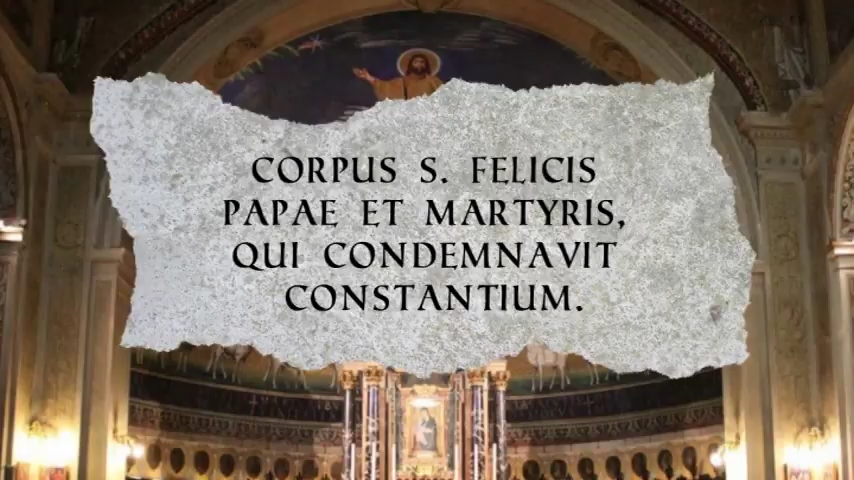 CORPUS S. FELICIS
PAPAE ET MARTYRIS,
QUI CONDEMNAVIT
CONSTANTIUM.